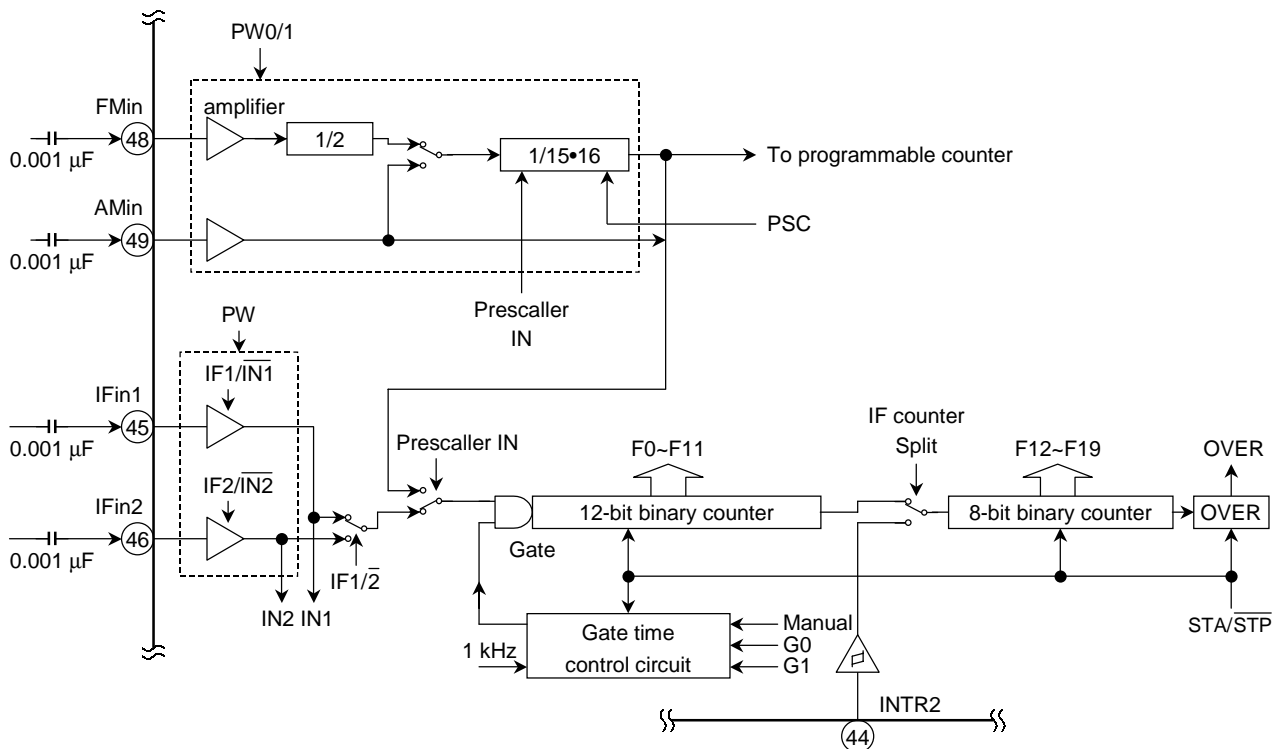 PW0/1
FMin
amplifier
48
1/2
0.001 µF
1/15•16
To programmable counter
AMin
49
0.001 µF
PSC
Prescaller
IN
PW
IF1/IN1
IFin1
45
0.001 µF
Prescaller IN
IF counter
Split
F0~F11
F12~F19
OVER
IF2/IN2
IFin2
46
0.001 µF
12-bit binary counter
8-bit binary counter
OVER
Gate
IF1/2
IN2 IN1
Gate time
control circuit
1 kHz
Manual
G0
G1
STA/STP
INTR2
44